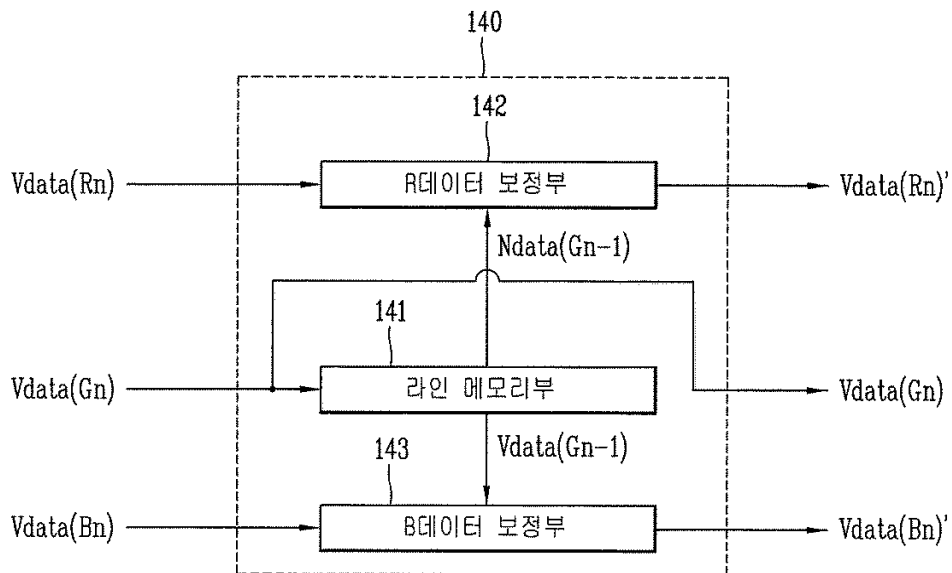 140
142
Vdata(Rn)
R데이터 보정부
Vdata(Rn)'
Ndata(Gn-1)
141
Vdata(Gn)
라인 메모리부
Vdata(Gn)
143
Vdata(Gn-1)
Vdata(Bn)
B데이터 보정부
Vdata(Bn)'